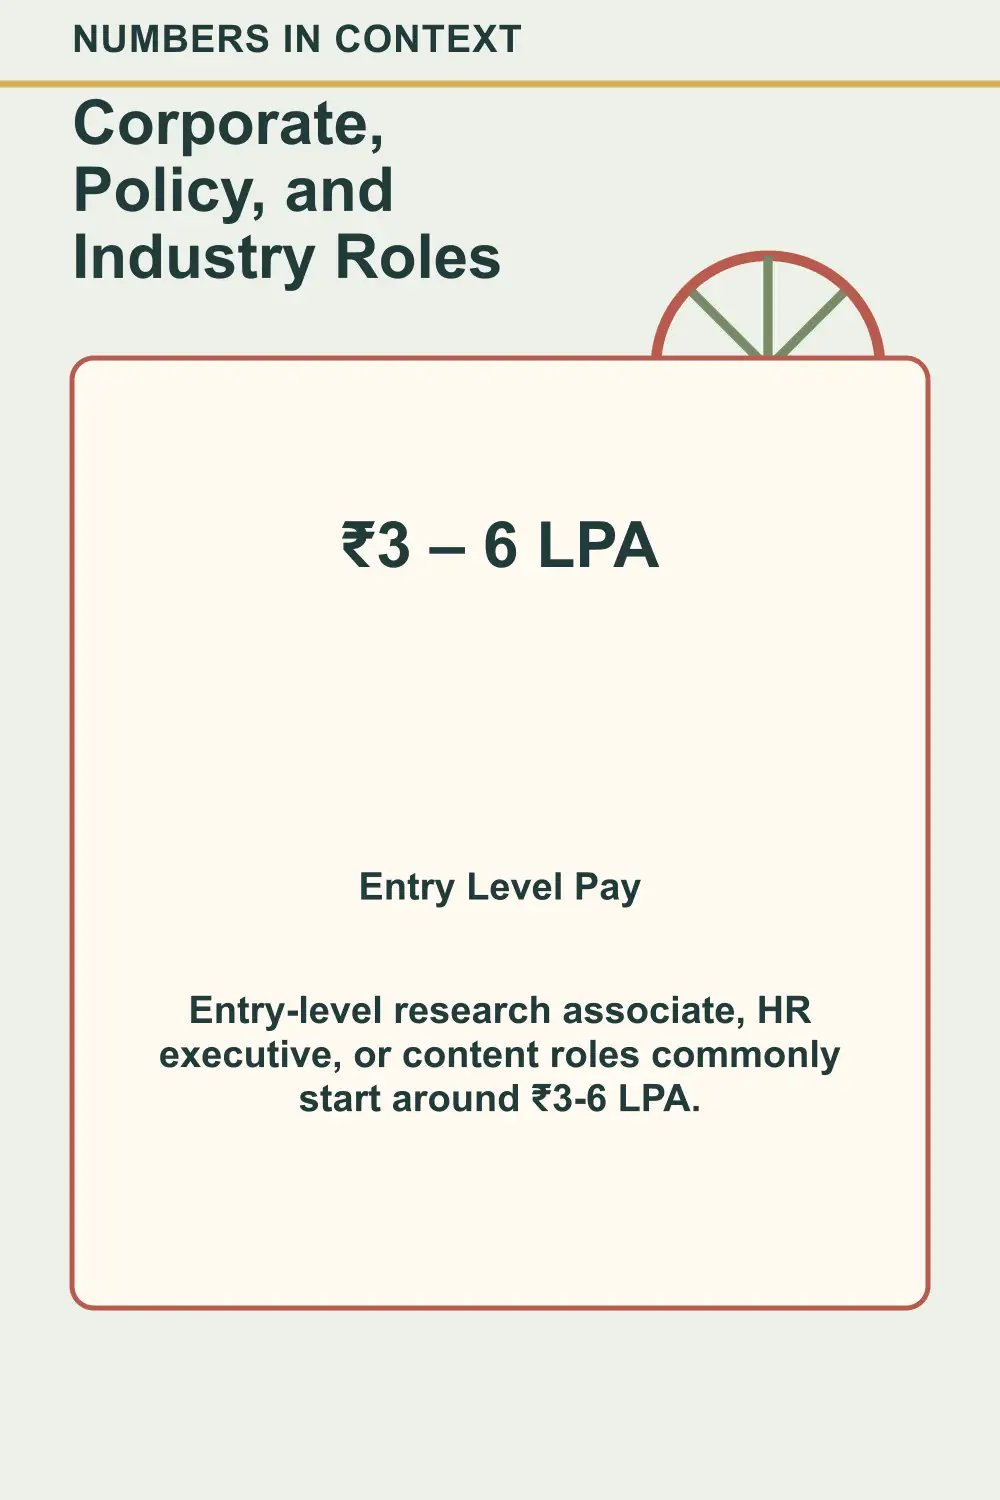 NUMBERS IN CONTEXT
Corporate,
Policy, and
Industry Roles
₹3 – 6 LPA
Entry Level Pay
Entry-level research associate, HR
executive, or content roles commonly
start around ₹3-6 LPA.